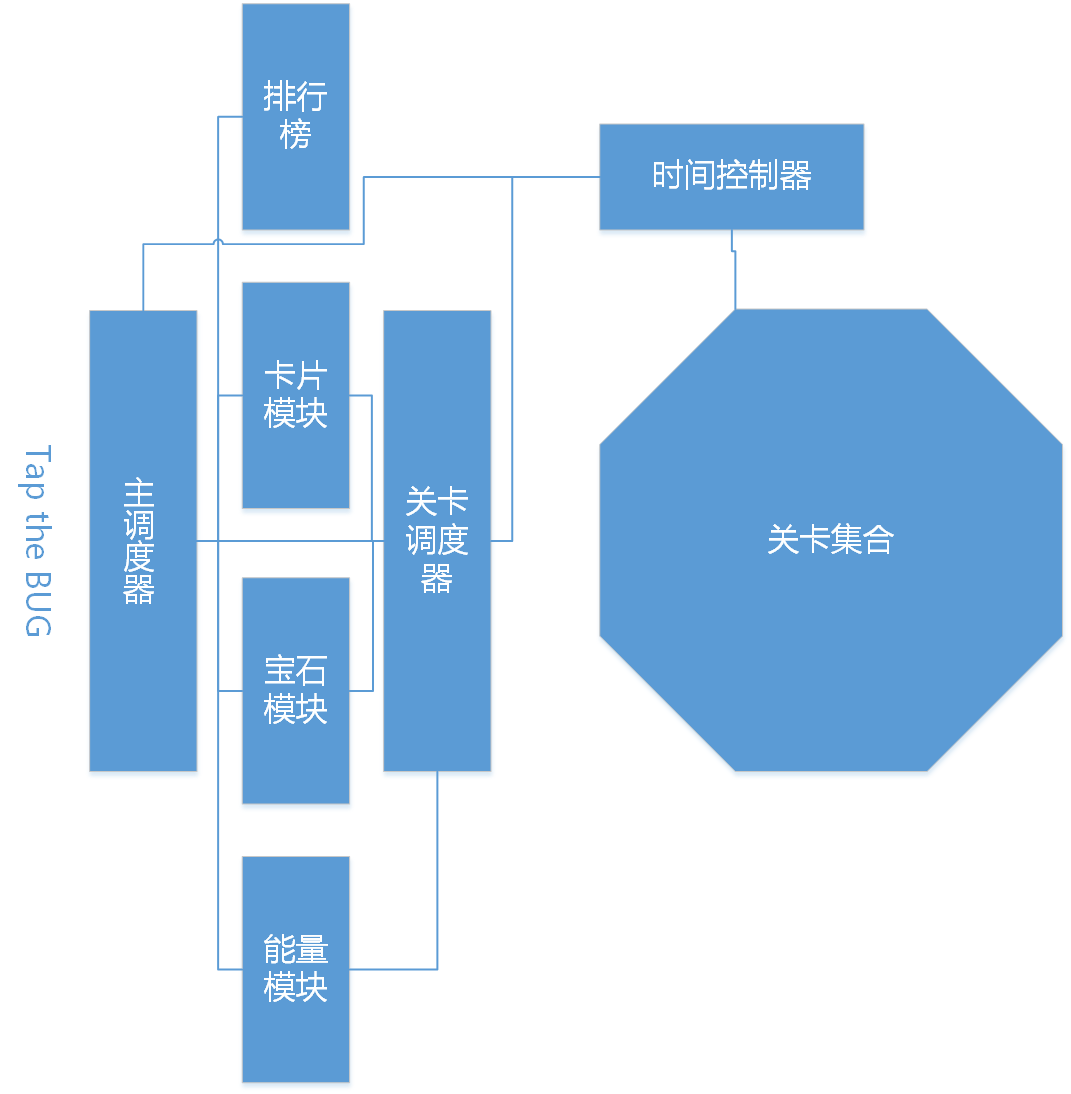 Tap the BUG
主调度器
排行
榜
卡片
模块
宝石
模块
能量
模块
关卡
调度
器
时间控制器
关卡集合